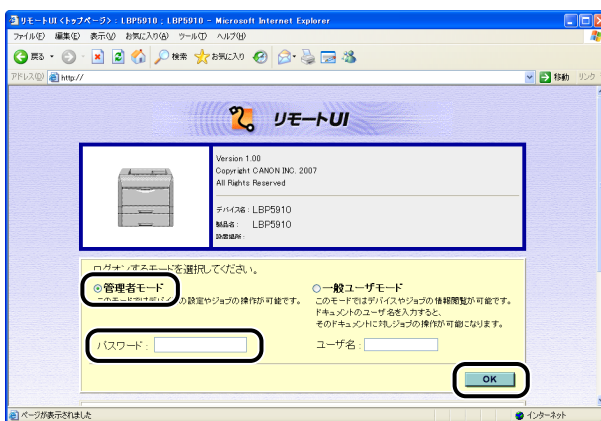 リモートUI <トップページ> : LBP5910 ; LBP5910 - Microsoft Internet Explorer
ファイル(F) 編集(E) 表示(V) お気に入り(A) ツール(T) ヘルプ(H)
戻る 検索 お気に入り
アドレス(D) http:// 移動 リンク
リモートUI
Version 1.00
Copyright CANON INC. 2007
All Rights Reserved
デバイス名 : LBP5910
製品名 : LBP5910
設置場所 :
ログオンするモードを選択してください。
管理者モード
このモードではデバイスの設定やジョブの操作が可能です。
パスワード :
一般ユーザモード
このモードではデバイスやジョブの情報閲覧が可能です。
ドキュメントのユーザ名を入力すると、
そのドキュメントに対しジョブの操作が可能になります。
ユーザ名 :
OK
ページが表示されました インターネット